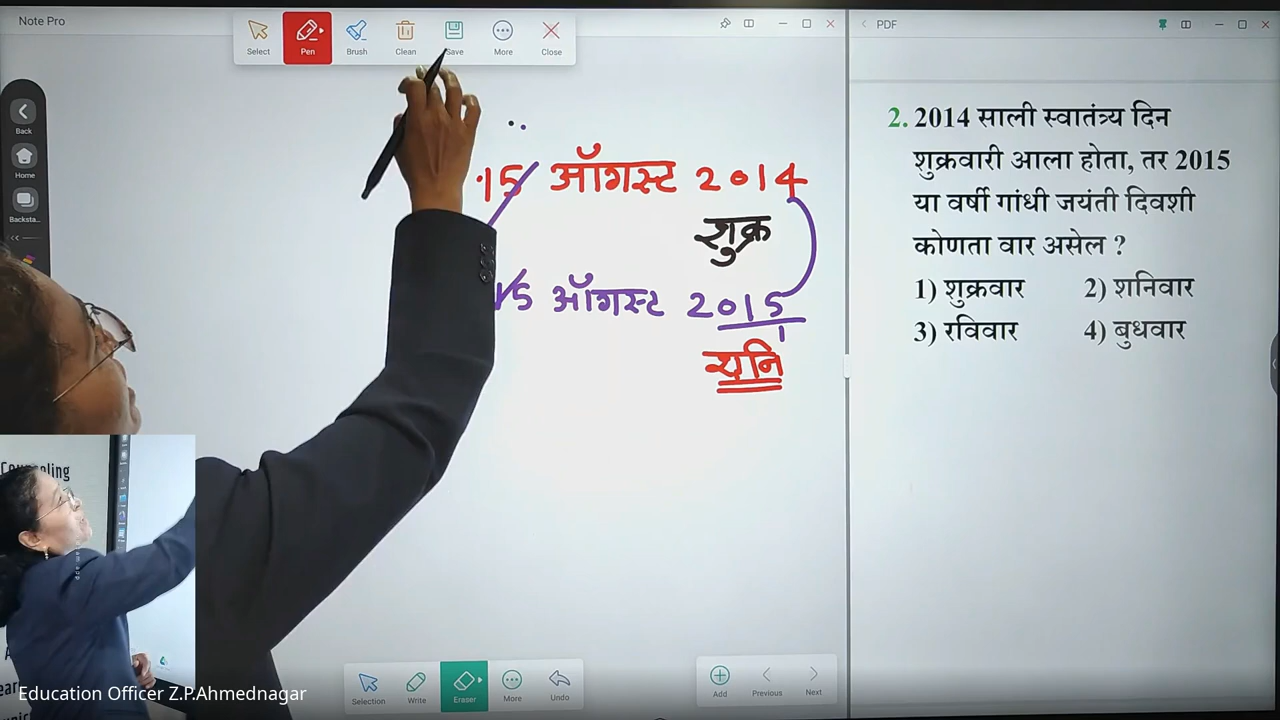 Note Pro
Select
Pen
Brush
Clean
Save
More
Close
PDF
Back
Home
Backsta...
15 ऑगस्ट 2014
शुक्र
15 ऑगस्ट 2015
1
शनि
2. 2014 साली स्वातंत्र्य दिन
शुक्रवारी आला होता, तर 2015
या वर्षी गांधी जयंती दिवशी
कोणता वार असेल ?
1) शुक्रवार 2) शनिवार
3) रविवार 4) बुधवार
Selection
Write
Eraser
More
Undo
Add
Previous
Next
Education Officer Z.P.Ahmednagar